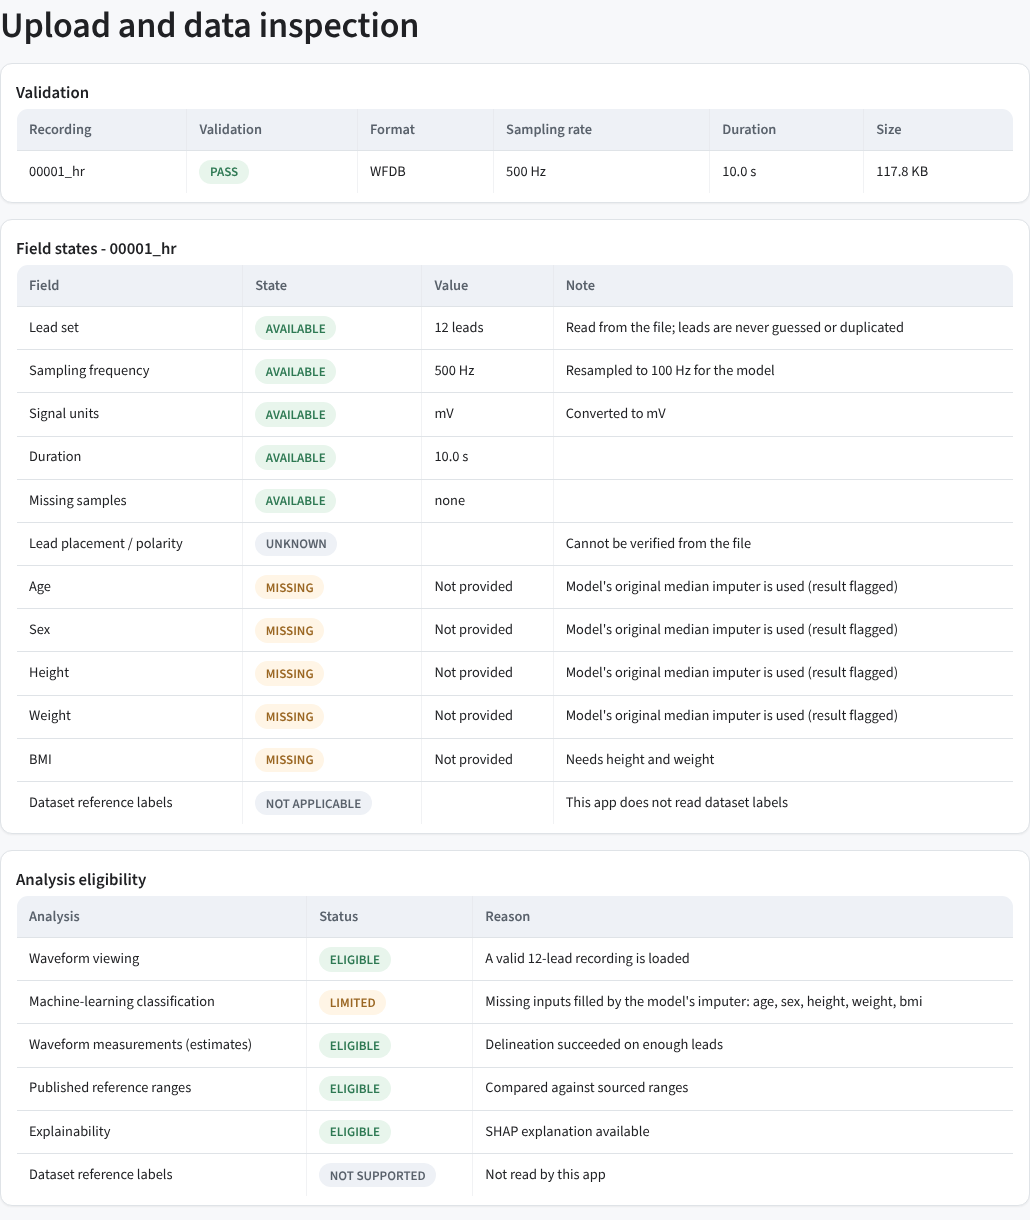 Upload and data inspection
Validation
Recording Validation Format Sampling rate Duration Size
00001_hr PASS WFDB 500 Hz 10.0 s 117.8 KB
Field states - 00001_hr
Field State Value Note
Lead set AVAILABLE 12 leads Read from the file; leads are never guessed or duplicated
Sampling frequency AVAILABLE 500 Hz Resampled to 100 Hz for the model
Signal units AVAILABLE mV Converted to mV
Duration AVAILABLE 10.0 s
Missing samples AVAILABLE none
Lead placement / polarity UNKNOWN Cannot be verified from the file
Age MISSING Not provided Model's original median imputer is used (result flagged)
Sex MISSING Not provided Model's original median imputer is used (result flagged)
Height MISSING Not provided Model's original median imputer is used (result flagged)
Weight MISSING Not provided Model's original median imputer is used (result flagged)
BMI MISSING Not provided Needs height and weight
Dataset reference labels NOT APPLICABLE This app does not read dataset labels
Analysis eligibility
Analysis Status Reason
Waveform viewing ELIGIBLE A valid 12-lead recording is loaded
Machine-learning classification LIMITED Missing inputs filled by the model's imputer: age, sex, height, weight, bmi
Waveform measurements (estimates) ELIGIBLE Delineation succeeded on enough leads
Published reference ranges ELIGIBLE Compared against sourced ranges
Explainability ELIGIBLE SHAP explanation available
Dataset reference labels NOT SUPPORTED Not read by this app